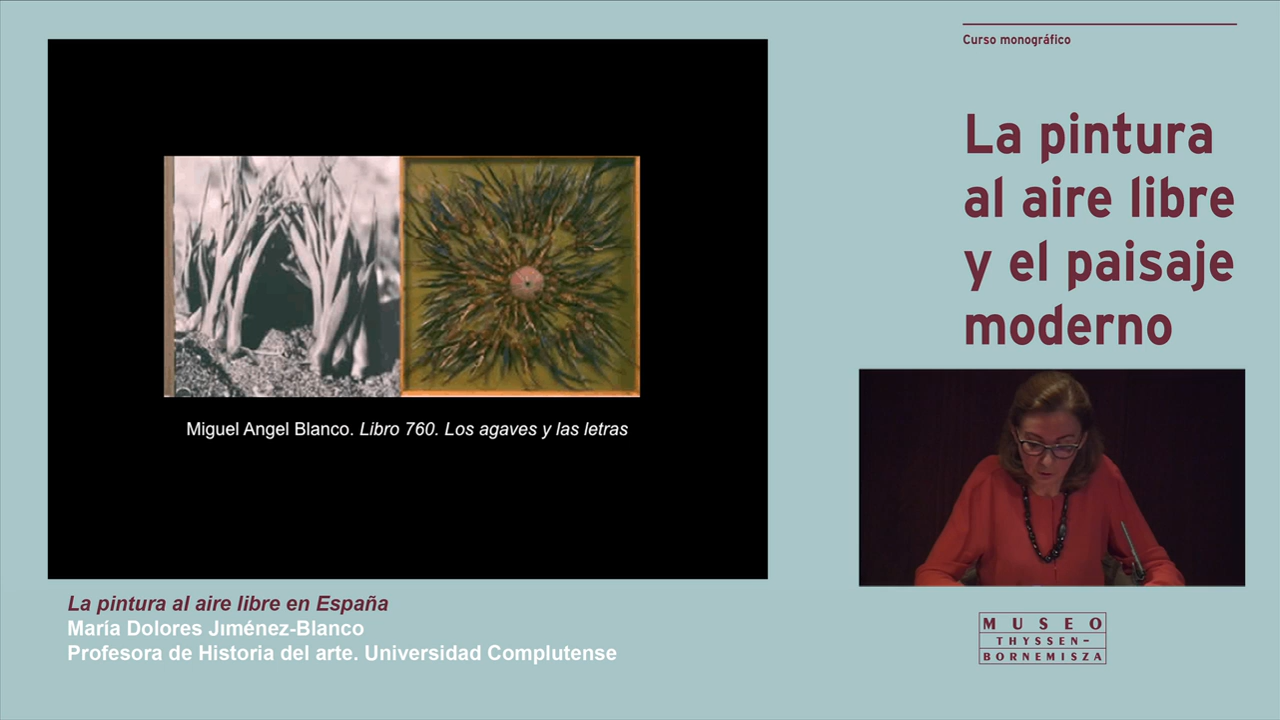 Curso monográfico
La pintura
al aire libre
y el paisaje
moderno
Miguel Angel Blanco. Libro 760. Los agaves y las letras
La pintura al aire libre en España
María Dolores Jıménez-Blanco
Profesora de Historia del arte. Universidad Complutense
MUSEO
THYSSEN-
BORNEMISZA